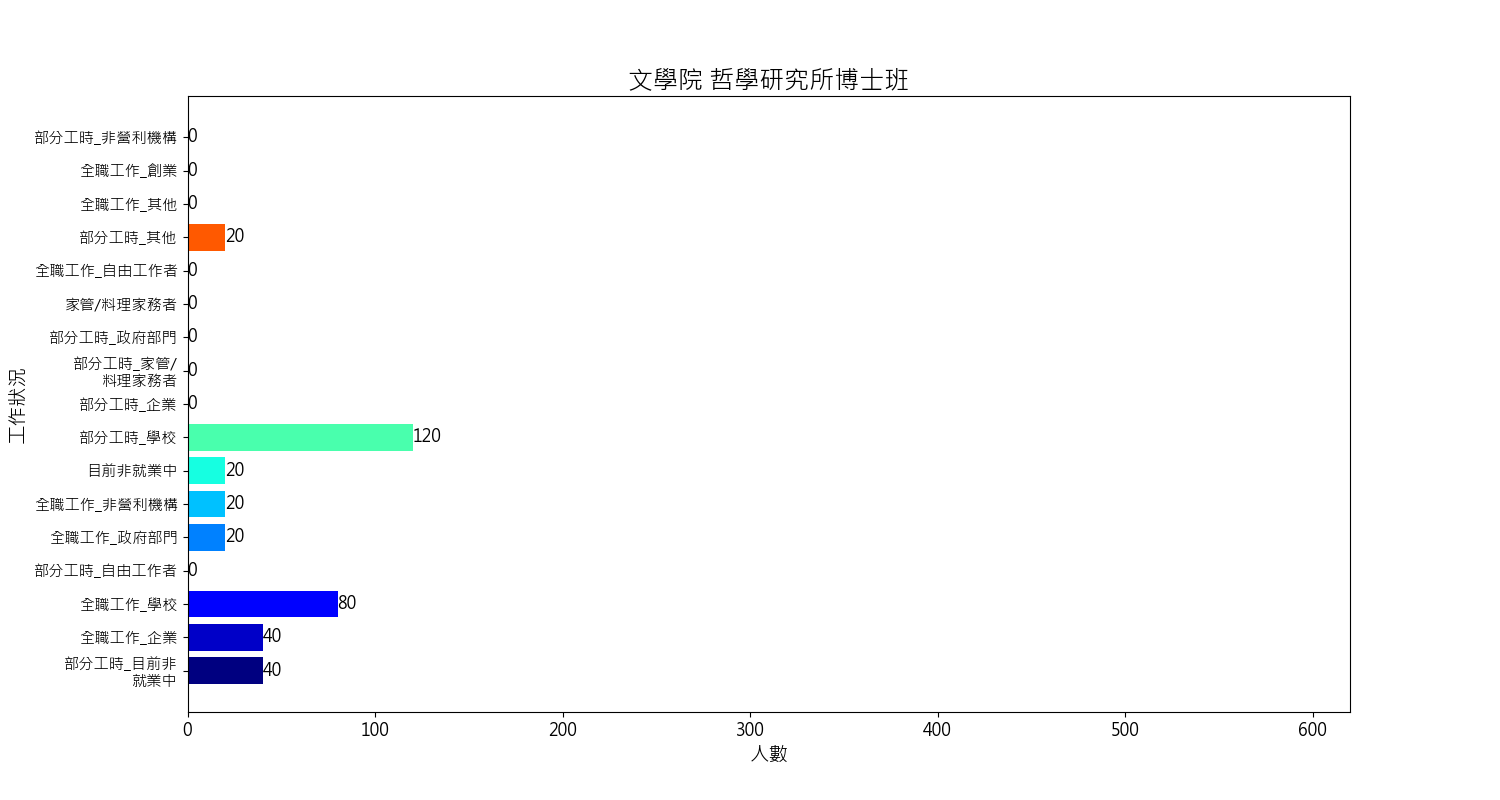 文學院 哲學研究所博士班
工作狀況
部分工時_非營利機構
0
全職工作_創業
0
全職工作_其他
0
部分工時_其他
20
全職工作_自由工作者
0
家管/料理家務者
0
部分工時_政府部門
0
部分工時_家管/
料理家務者
0
部分工時_企業
0
部分工時_學校
120
目前非就業中
20
全職工作_非營利機構
20
全職工作_政府部門
20
部分工時_自由工作者
0
全職工作_學校
80
全職工作_企業
40
部分工時_目前非
就業中
40
0 100 200 300 400 500 600
人數